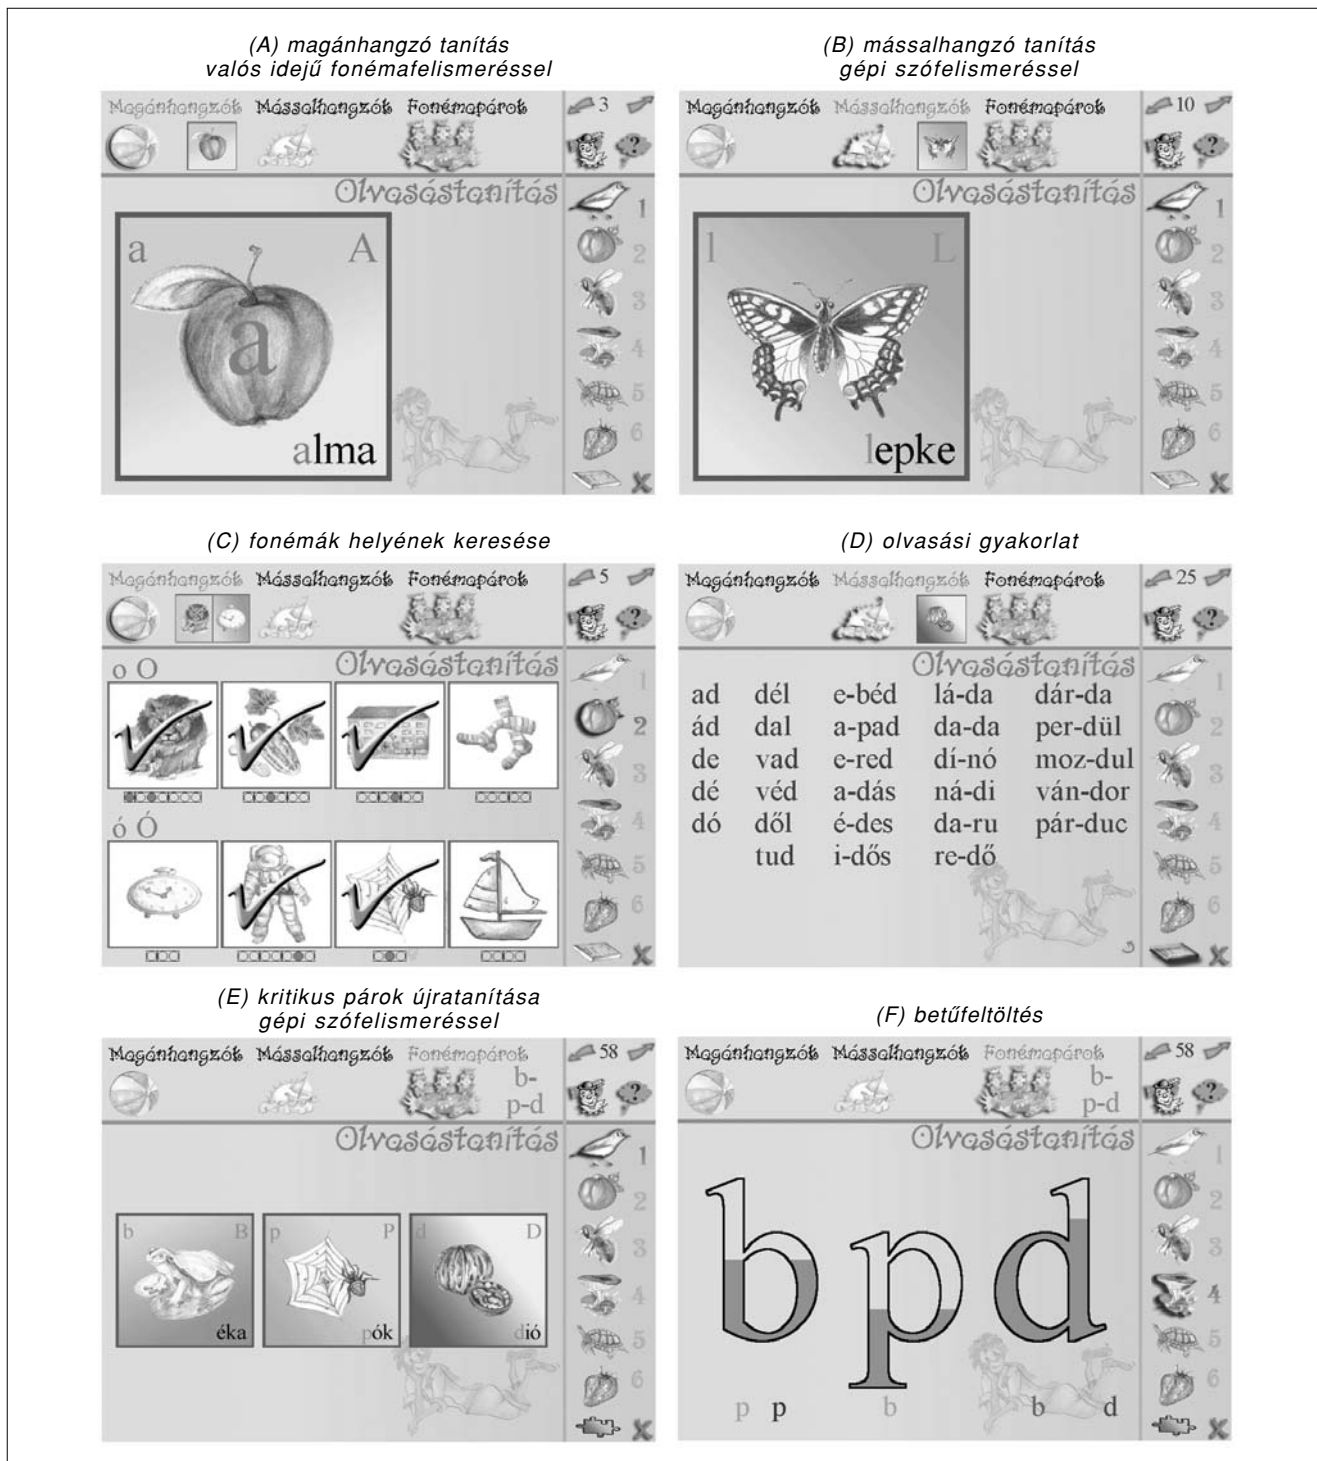 (A) magánhangzó tanítás
valós idejű fonémafelismeréssel
Magánhangzók Mássalhangzók Fonémapárok
3
?
Olvasástanítás
1
2
3
4
5
6
X
a A
a
alma
(B) mássalhangzó tanítás
gépi szófelismeréssel
Magánhangzók Mássalhangzók Fonémapárok
10
?
Olvasástanítás
1
2
3
4
5
6
X
l L
lepke
(C) fonémák helyének keresése
Magánhangzók Mássalhangzók Fonémapárok
5
?
Olvasástanítás
1
2
3
4
5
6
X
o O
ó Ó
(D) olvasási gyakorlat
Magánhangzók Mássalhangzók Fonémapárok
25
?
Olvasástanítás
1
2
3
4
5
6
X
ad dél e-béd lá-da dár-da
ád dal a-pad da-da per-dül
de vad e-red dí-nó moz-dul
dé véd a-dás ná-di ván-dor
dó dől é-des da-ru pár-duc
tud i-dős re-dő
(E) kritikus párok újratanítása
gépi szófelismeréssel
Magánhangzók Mássalhangzók Fonémapárok
b-
p-d
58
?
Olvasástanítás
1
2
3
4
5
6
X
b B p P d D
éka pók dió
(F) betűfeltöltés
Magánhangzók Mássalhangzók Fonémapárok
b-
p-d
58
?
Olvasástanítás
1
2
3
4
5
6
X
b p d
p p b b d